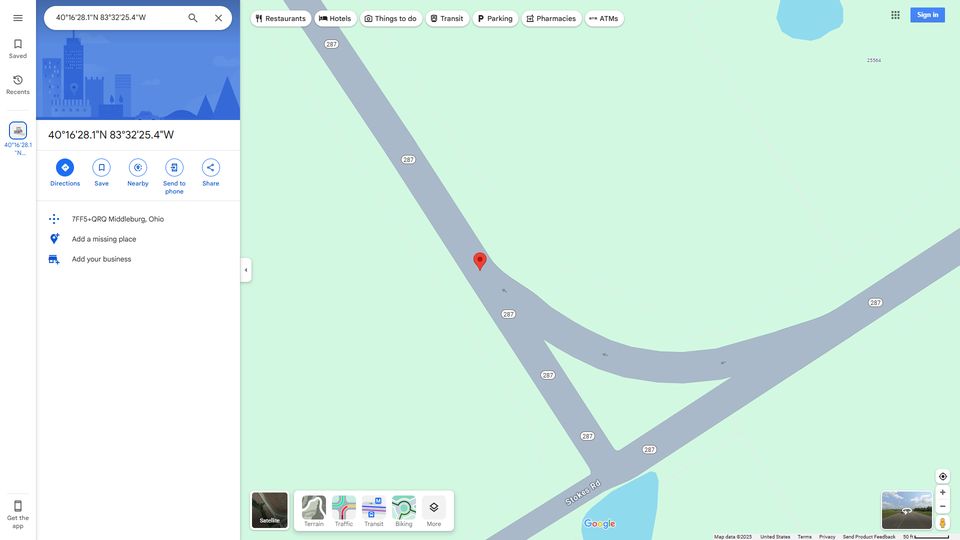 40°16'28.1"N 83°32'25.4"W
Restaurants
Hotels
Things to do
Transit
Parking
Pharmacies
ATMs
Sign in
Saved
Recents
40°16'28.1
"N...
40°16'28.1"N 83°32'25.4"W
Directions
Save
Nearby
Send to
phone
Share
7FF5+QRQ Middleburg, Ohio
Add a missing place
Add your business
Get the
app
287
287
287
287
287
287
287
25564
Stokes Rd
Satellite
Terrain
Traffic
Transit
Biking
More
Google
Map data ©2025
United States
Terms
Privacy
Send Product Feedback
50 ft